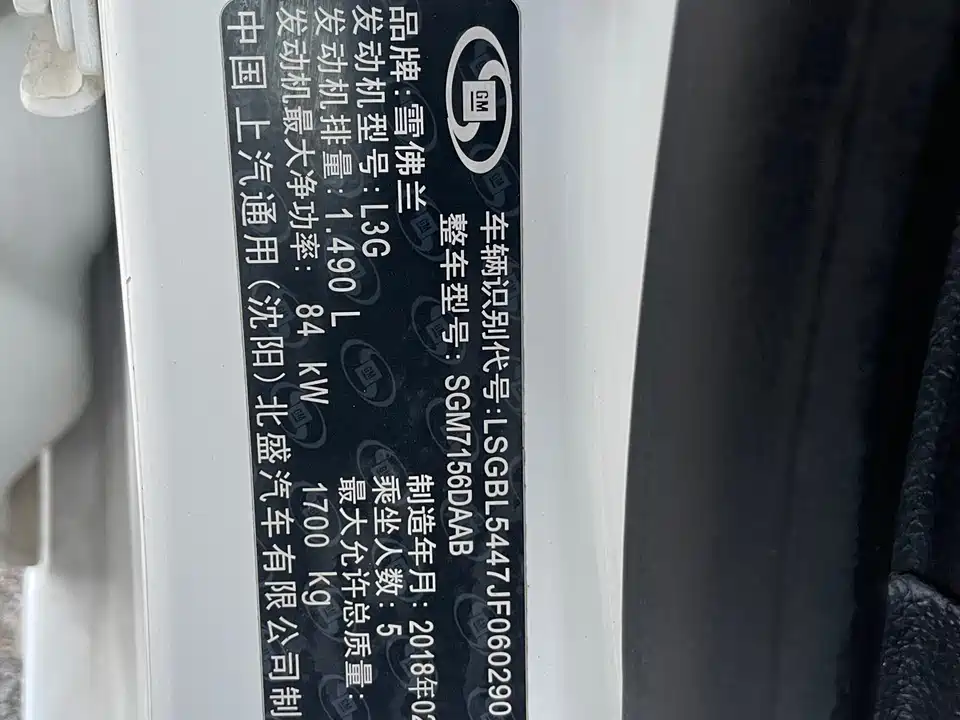 GM
车辆识别代号:LSGBL5447JF060290
整车型号: SGM7156DAAB
品牌:雪佛兰
制造年月:2018年02
发动机型号:L3G
乘坐人数:5
发动机排量:1.490 L
最大允许总质量:
发动机最大净功率: 84 kW
1700 kg
中国 上汽通用(沈阳)北盛汽车有限公司制